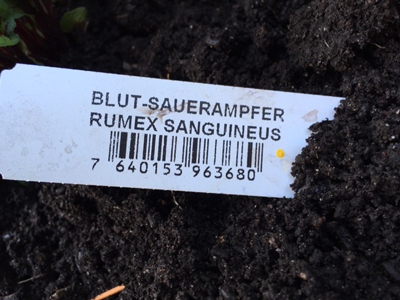 BLUT-SAUERAMPFER
RUMEX SANGUINEUS
7 640153 963680